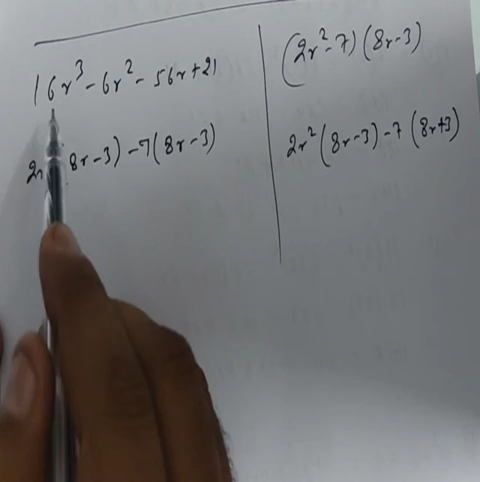 16r³ - 6r² - 56r + 21
8r - 3) - 7(8r - 3)
(2r² - 7)(8r - 3)
2r²(8r - 3) - 7(8r + 3)